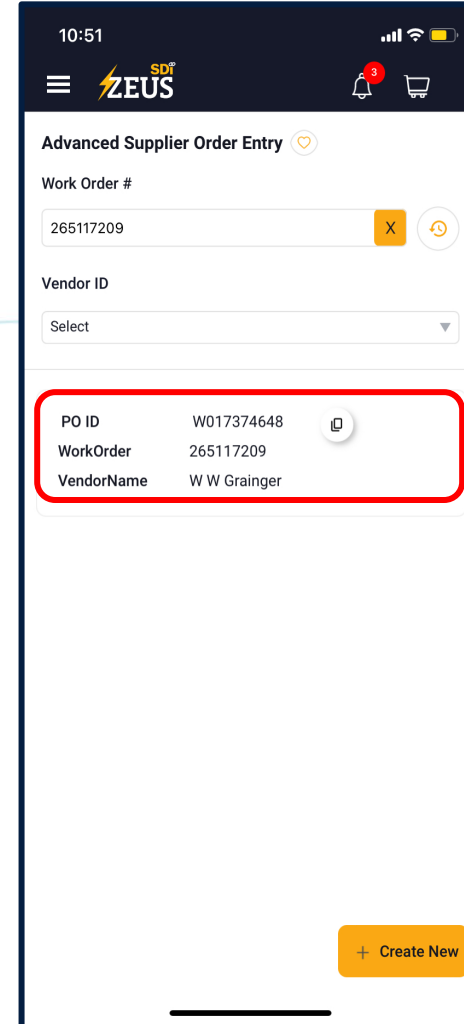 10:51
SDi
ZEUS
3
Advanced Supplier Order Entry
Work Order #
265117209 X
Vendor ID
Select
PO ID W017374648
WorkOrder 265117209
VendorName W W Grainger
+ Create New